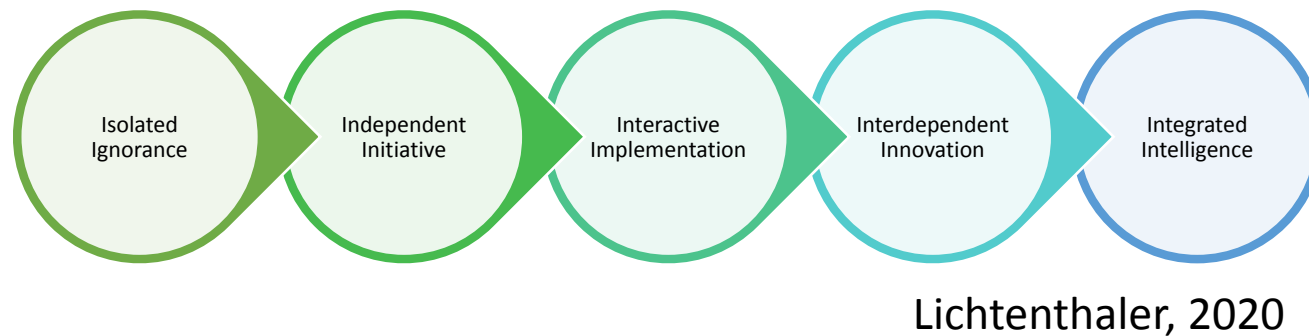 Isolated
Ignorance
Independent
Initiative
Interactive
Implementation
Interdependent
Innovation
Integrated
Intelligence
Lichtenthaler, 2020